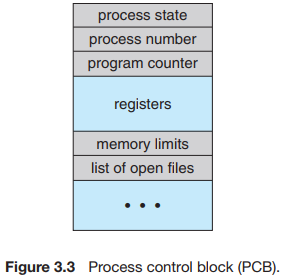 process state
process number
program counter
registers
memory limits
list of open files
• • •
Figure 3.3 Process control block (PCB).